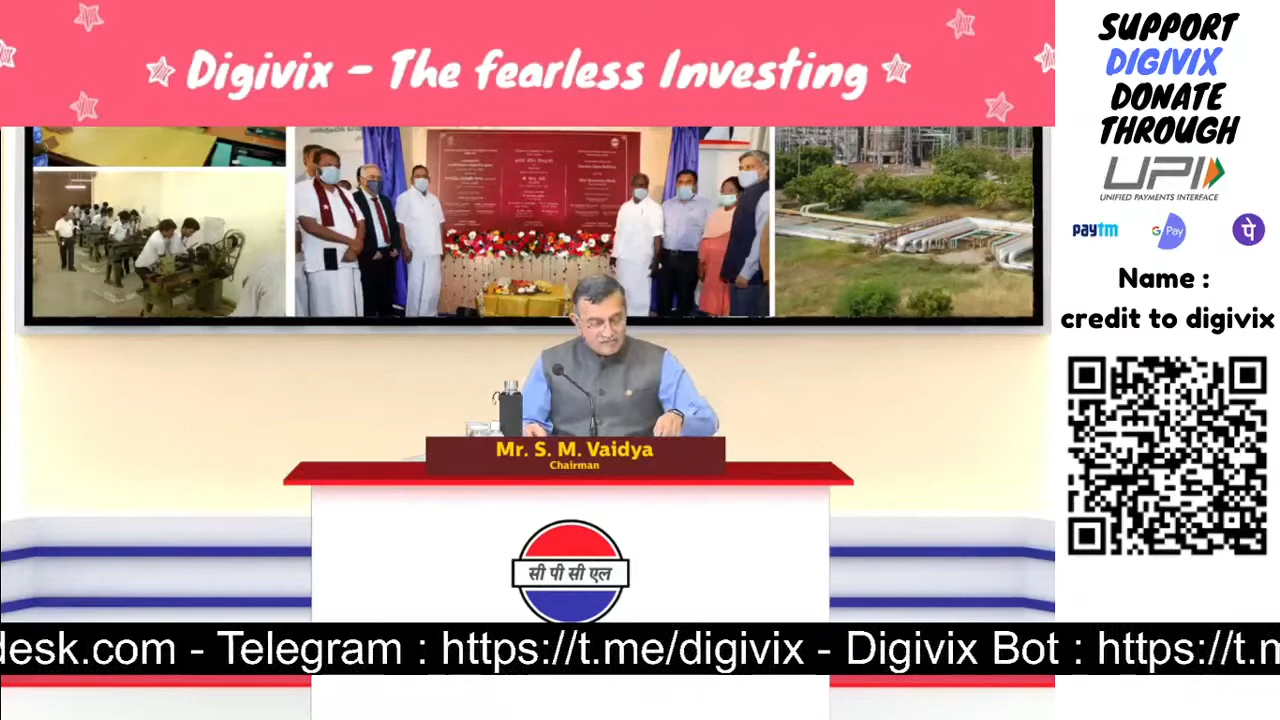 Digivix - The fearless Investing
SUPPORT
DIGIVIX
DONATE
THROUGH
UPI
UNIFIED PAYMENTS INTERFACE
paytm
G Pay
पे
Name :
credit to digivix
Mr. S. M. Vaidya
Chairman
सी पी सी एल
desk.com - Telegram : https://t.me/digivix - Digivix Bot : https://t.m